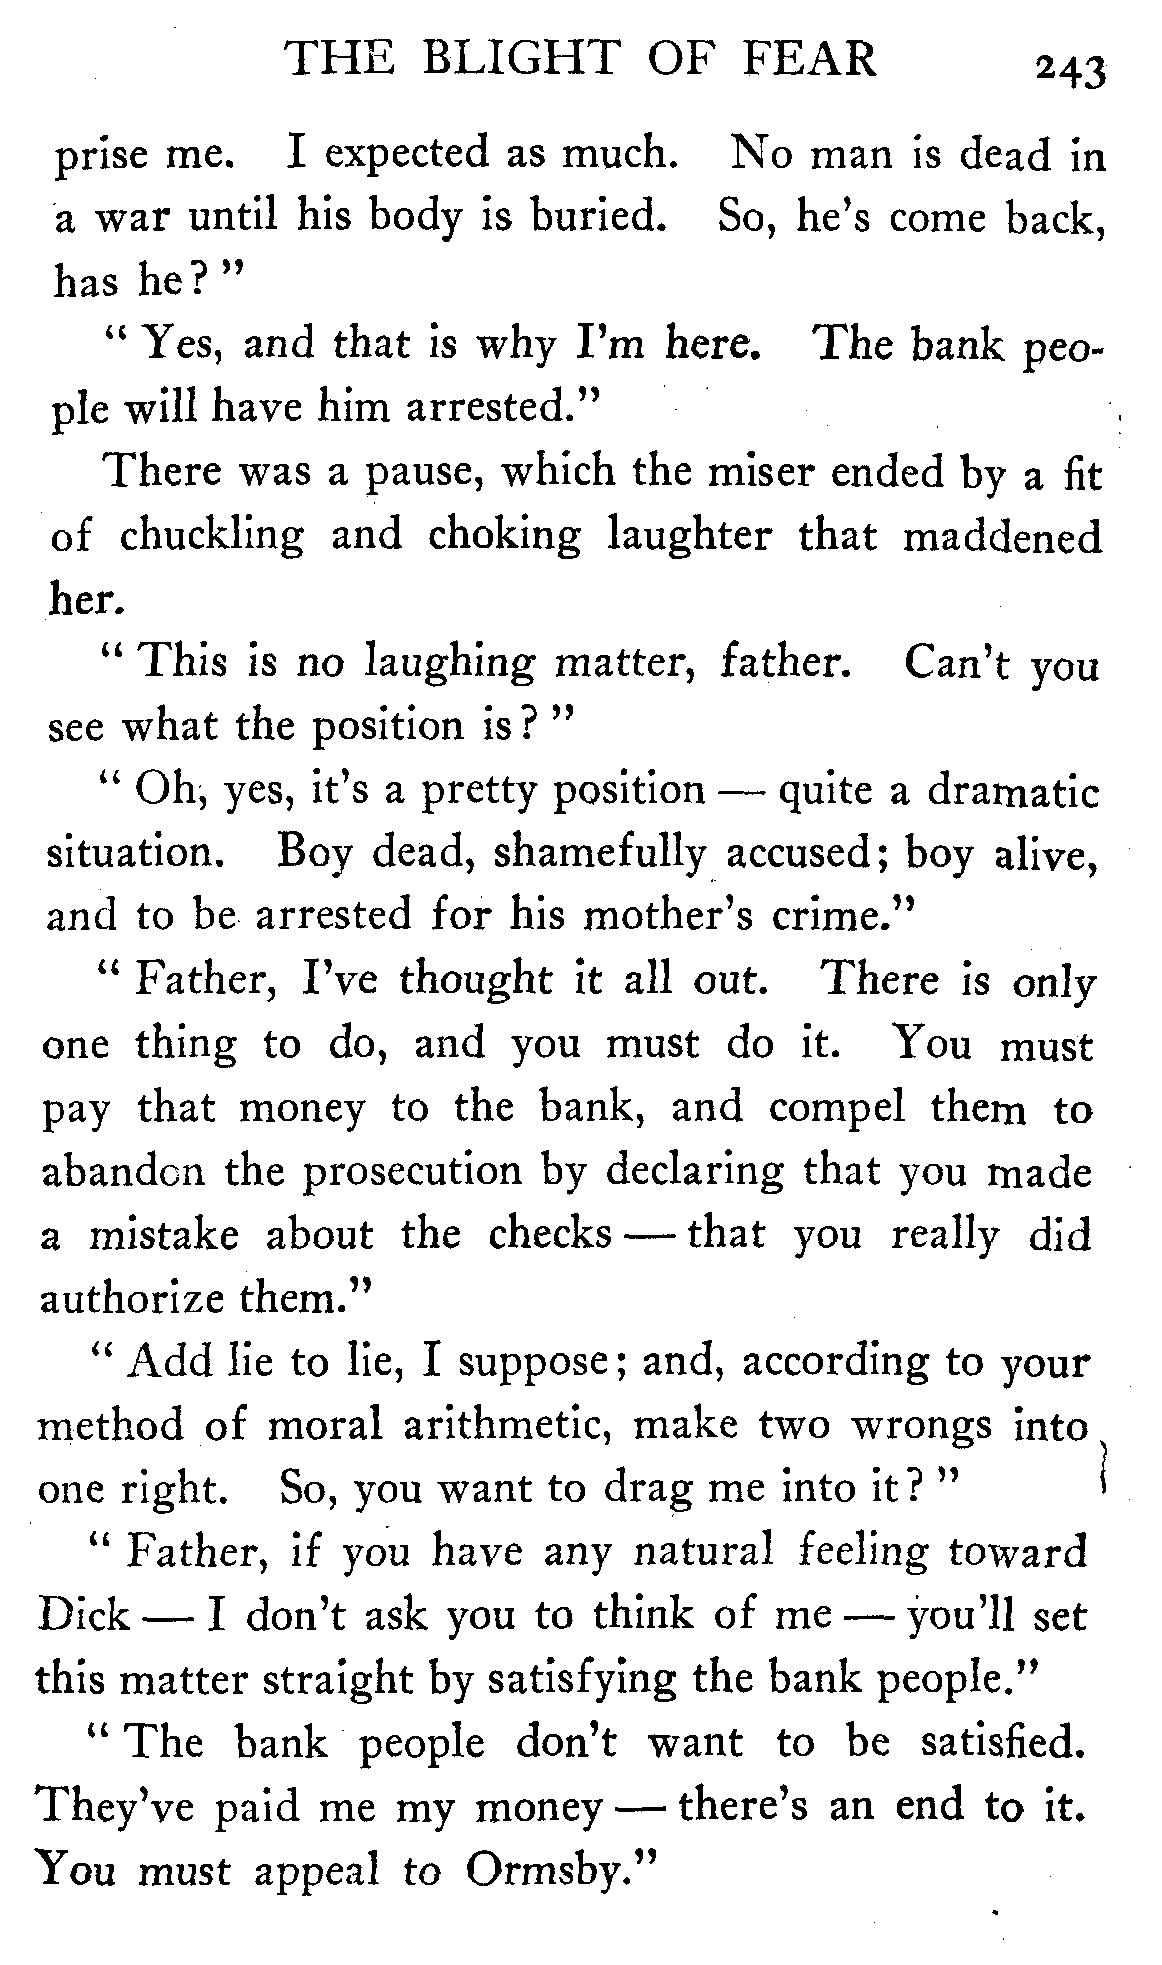 THE BLIGHT OF FEAR 243
prise me. I expected as much. No man is dead in
a war until his body is buried. So, he's come back,
has he?"
"Yes, and that is why I'm here. The bank peo-
ple will have him arrested."
There was a pause, which the miser ended by a fit
of chuckling and choking laughter that maddened
her.
"This is no laughing matter, father. Can't you
see what the position is?"
"Oh, yes, it's a pretty position — quite a dramatic
situation. Boy dead, shamefully accused; boy alive,
and to be arrested for his mother's crime."
"Father, I've thought it all out. There is only
one thing to do, and you must do it. You must
pay that money to the bank, and compel them to
abandon the prosecution by declaring that you made
a mistake about the checks — that you really did
authorize them."
"Add lie to lie, I suppose; and, according to your
method of moral arithmetic, make two wrongs into
one right. So, you want to drag me into it?"
"Father, if you have any natural feeling toward
Dick — I don't ask you to think of me — you'll set
this matter straight by satisfying the bank people."
"The bank people don't want to be satisfied.
They've paid me my money — there's an end to it.
You must appeal to Ormsby."